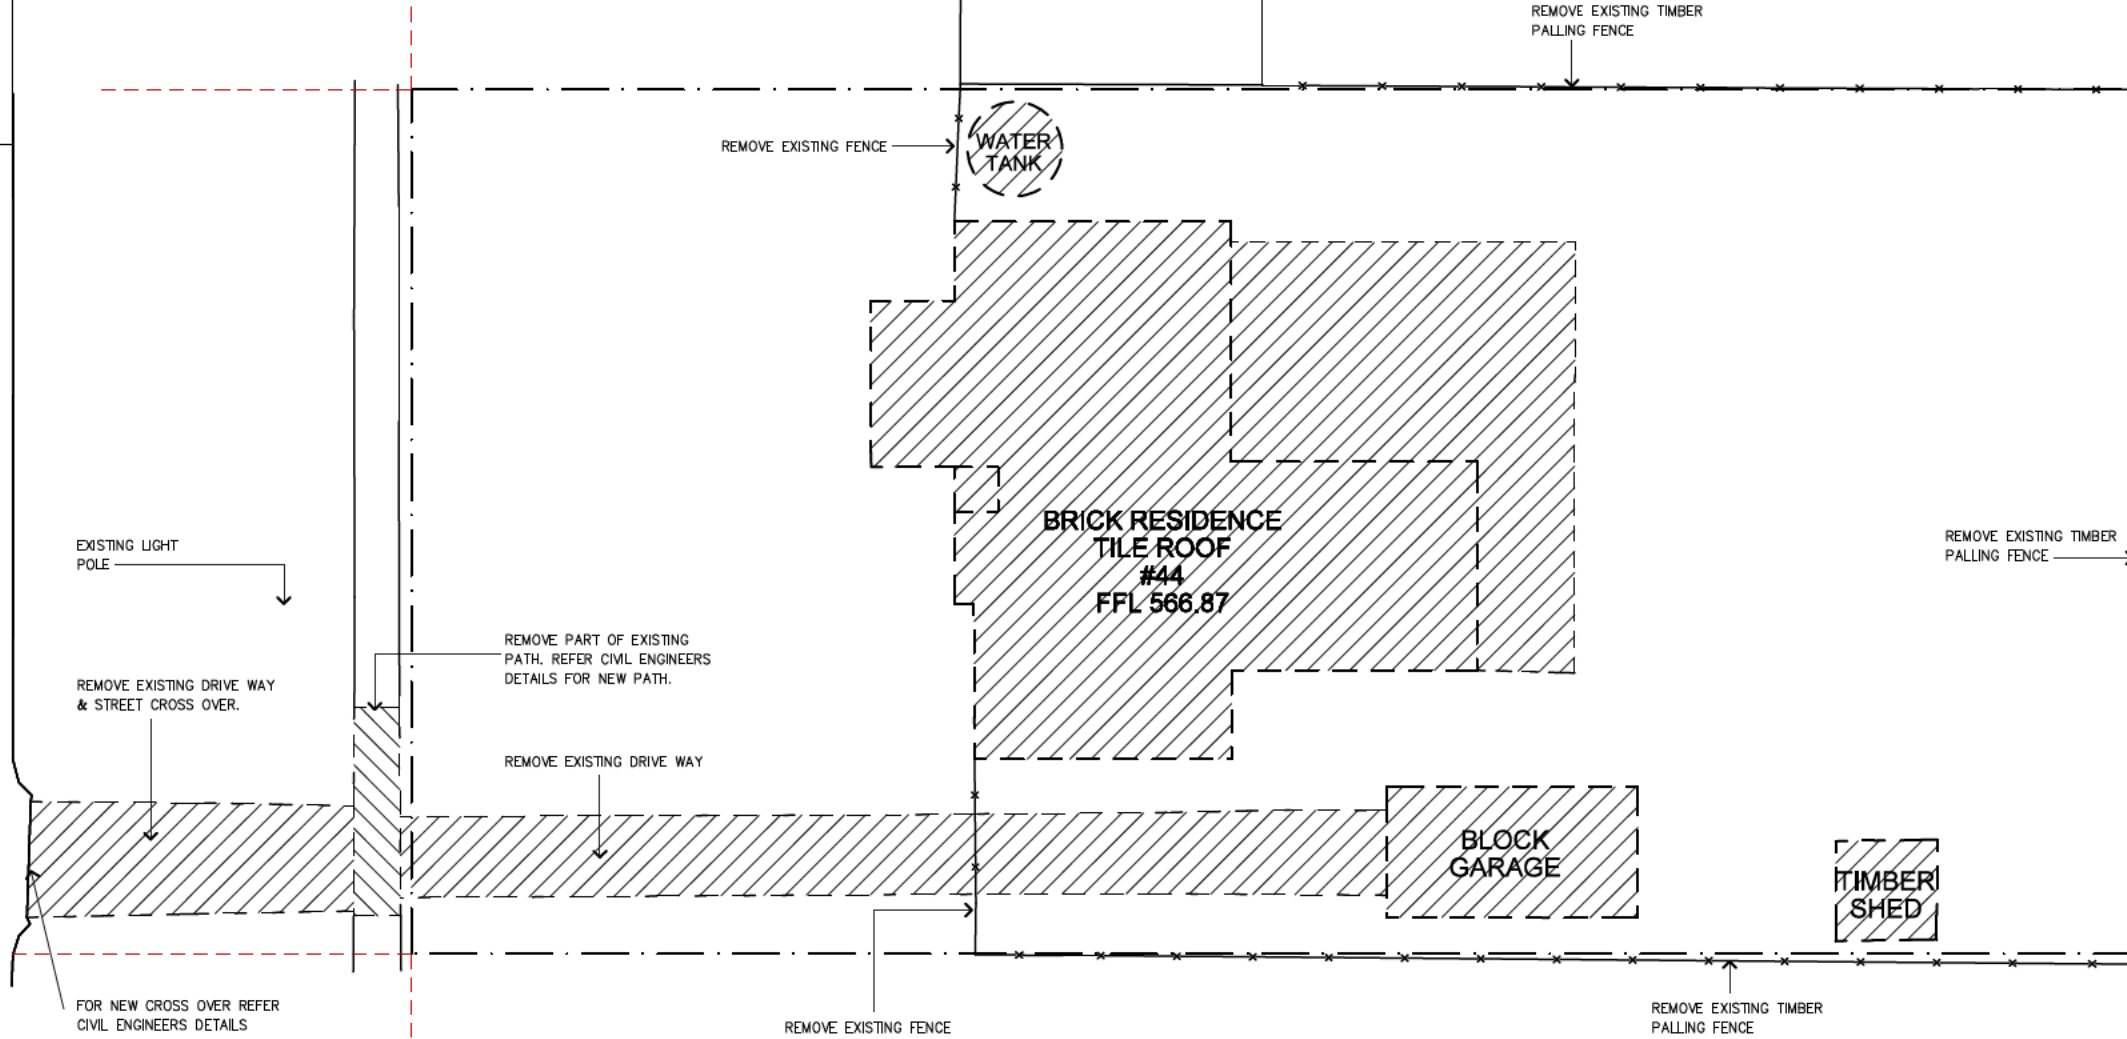 REMOVE EXISTING TIMBER
PALLING FENCE
REMOVE EXISTING FENCE
WATER
TANK
BRICK RESIDENCE
TILE ROOF
#44
FFL 566.87
EXISTING LIGHT
POLE
REMOVE EXISTING TIMBER
PALLING FENCE
REMOVE PART OF EXISTING
PATH. REFER CIVIL ENGINEERS
DETAILS FOR NEW PATH.
REMOVE EXISTING DRIVE WAY
& STREET CROSS OVER.
REMOVE EXISTING DRIVE WAY
BLOCK
GARAGE
TIMBER
SHED
FOR NEW CROSS OVER REFER
CIVIL ENGINEERS DETAILS
REMOVE EXISTING FENCE
REMOVE EXISTING TIMBER
PALLING FENCE